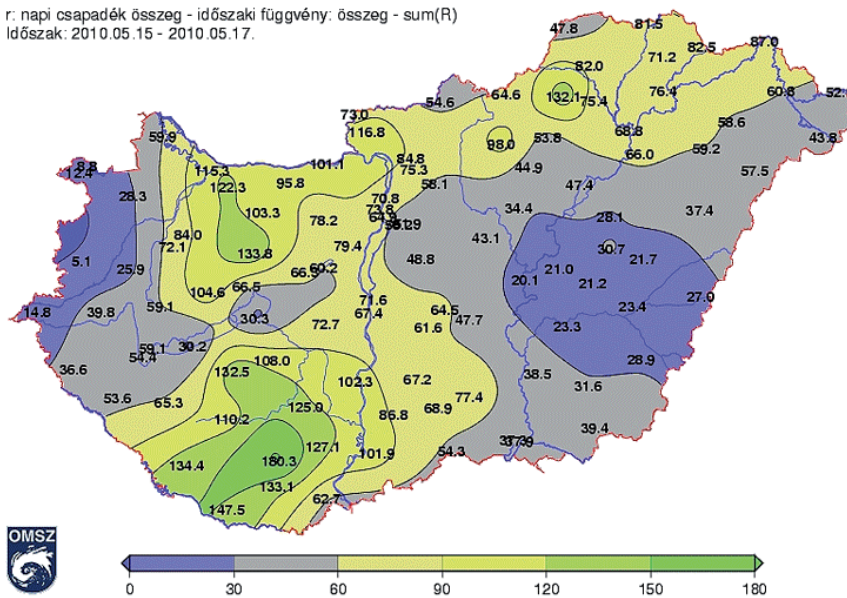 r: napi csapadék összeg - időszaki függvény: összeg - sum(R)
Időszak: 2010.05.15 - 2010.05.17.
47.8 81.5
71.2 82.5 87.0
82.0
54.6 64.6 132.1 75.4 76.4 60.8
73.0
116.8 58.6
59.9 98.0 53.8 68.8 43.8
8.8 101.1 84.8 66.0 59.2
12.4 115.3 75.3 44.9 57.5
28.3 122.3 95.8 58.1 47.4
70.8
103.3 73.8 34.4 37.4
78.2 28.1
84.0 43.1
72.1 133.8 79.4 30.7
5.1 25.9 66.9 60.2 48.8 21.0 21.7
20.1 21.2
104.6 66.5 71.6 27.0
14.8 39.8 59.1 30.3 67.4 64.5 23.4
72.7 61.6 47.7 23.3
59.1 30.2
54.4 108.0 28.9
36.6 132.5 102.3 67.2 38.5 31.6
53.6 65.3 125.0 77.4
110.2 86.8 68.9
39.4
127.1 101.9 54.3
134.4 180.3
133.1
147.5 62.7
OMSZ
0 30 60 90 120 150 180